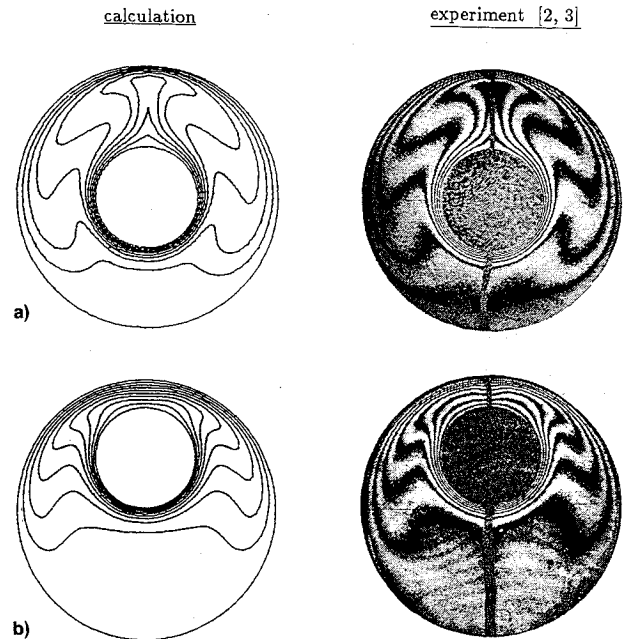 calculation
experiment [2, 3]
a)
b)